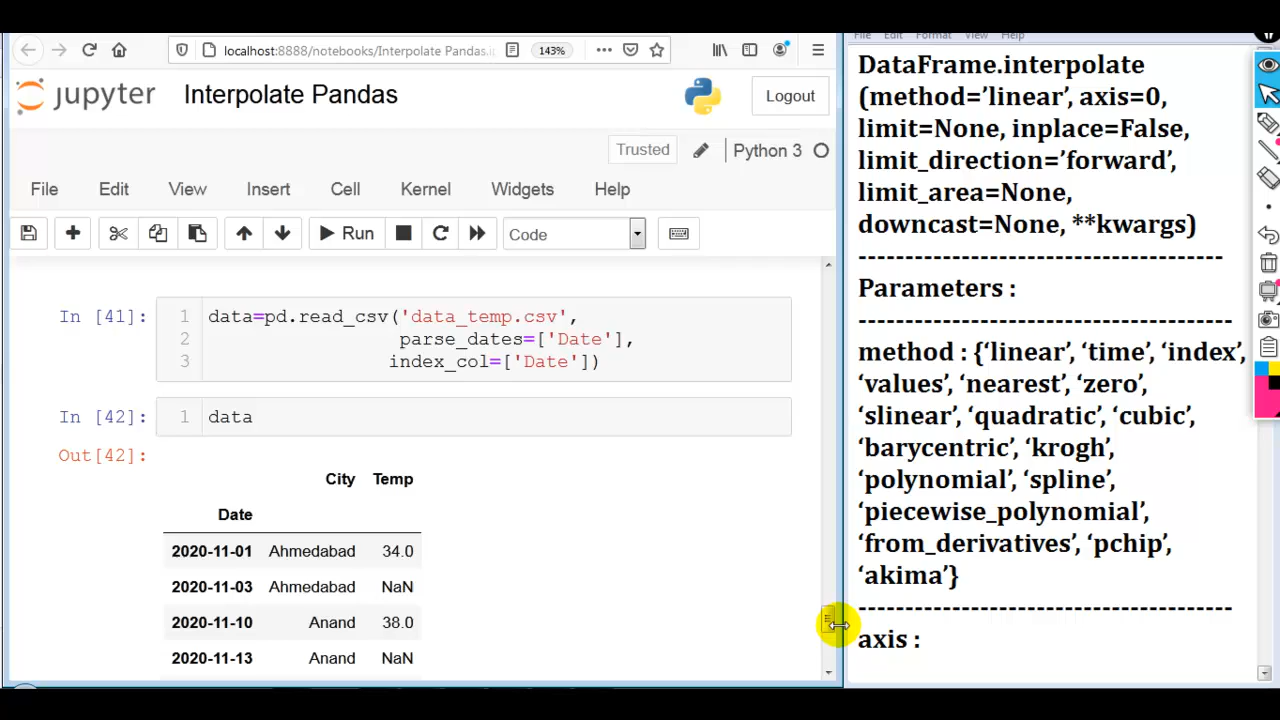 localhost:8888/notebooks/Interpolate Pandas.i
143%
jupyter Interpolate Pandas
Logout
Trusted
Python 3
File Edit View Insert Cell Kernel Widgets Help
Run
Code
In [41]:
1 data=pd.read_csv('data_temp.csv',
2 parse_dates=['Date'],
3 index_col=['Date'])
In [42]:
1 data
Out[42]:
City Temp
Date
2020-11-01 Ahmedabad 34.0
2020-11-03 Ahmedabad NaN
2020-11-10 Anand 38.0
2020-11-13 Anand NaN
File Edit Format View Help
DataFrame.interpolate
(method=’linear’, axis=0,
limit=None, inplace=False,
limit_direction=’forward’,
limit_area=None,
downcast=None, **kwargs)
---------------------------------------
Parameters :
----------------------------------------
method : {‘linear’, ‘time’, ‘index’,
‘values’, ‘nearest’, ‘zero’,
‘slinear’, ‘quadratic’, ‘cubic’,
‘barycentric’, ‘krogh’,
‘polynomial’, ‘spline’,
‘piecewise_polynomial’,
‘from_derivatives’, ‘pchip’,
‘akima’}
----------------------------------------
axis :